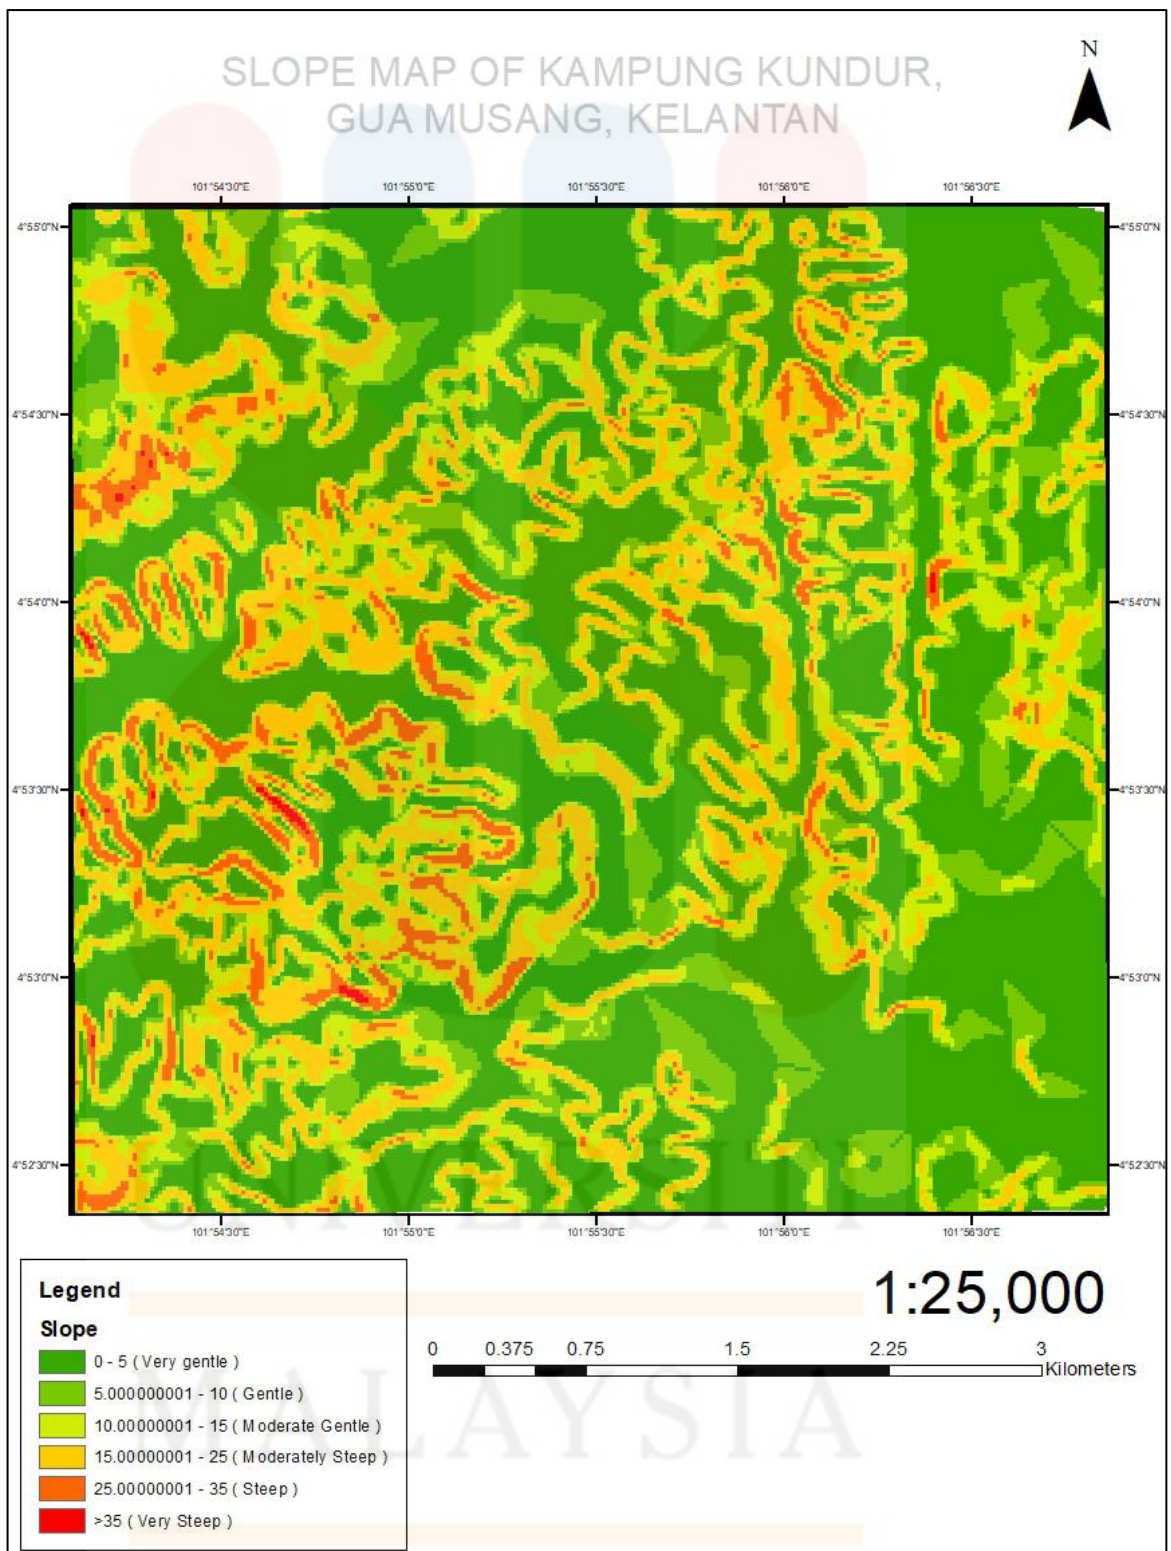 SLOPE MAP OF KAMPUNG KUNDUR,
GUA MUSANG, KELANTAN
N
101°54'30"E 101°55'0"E 101°55'30"E 101°56'0"E 101°56'30"E
4°55'0"N 4°55'0"N
4°54'30"N 4°54'30"N
4°54'0"N 4°54'0"N
4°53'30"N 4°53'30"N
4°53'0"N 4°53'0"N
4°52'30"N 4°52'30"N
UNIVERSITI
101°54'30"E 101°55'0"E 101°55'30"E 101°56'0"E 101°56'30"E
Legend
Slope
0 - 5 ( Very gentle )
5.000000001 - 10 ( Gentle )
10.00000001 - 15 ( Moderate Gentle )
15.00000001 - 25 ( Moderately Steep )
25.00000001 - 35 ( Steep )
>35 ( Very Steep )
1:25,000
0 0.375 0.75 1.5 2.25 3
Kilometers
MALAYSIA